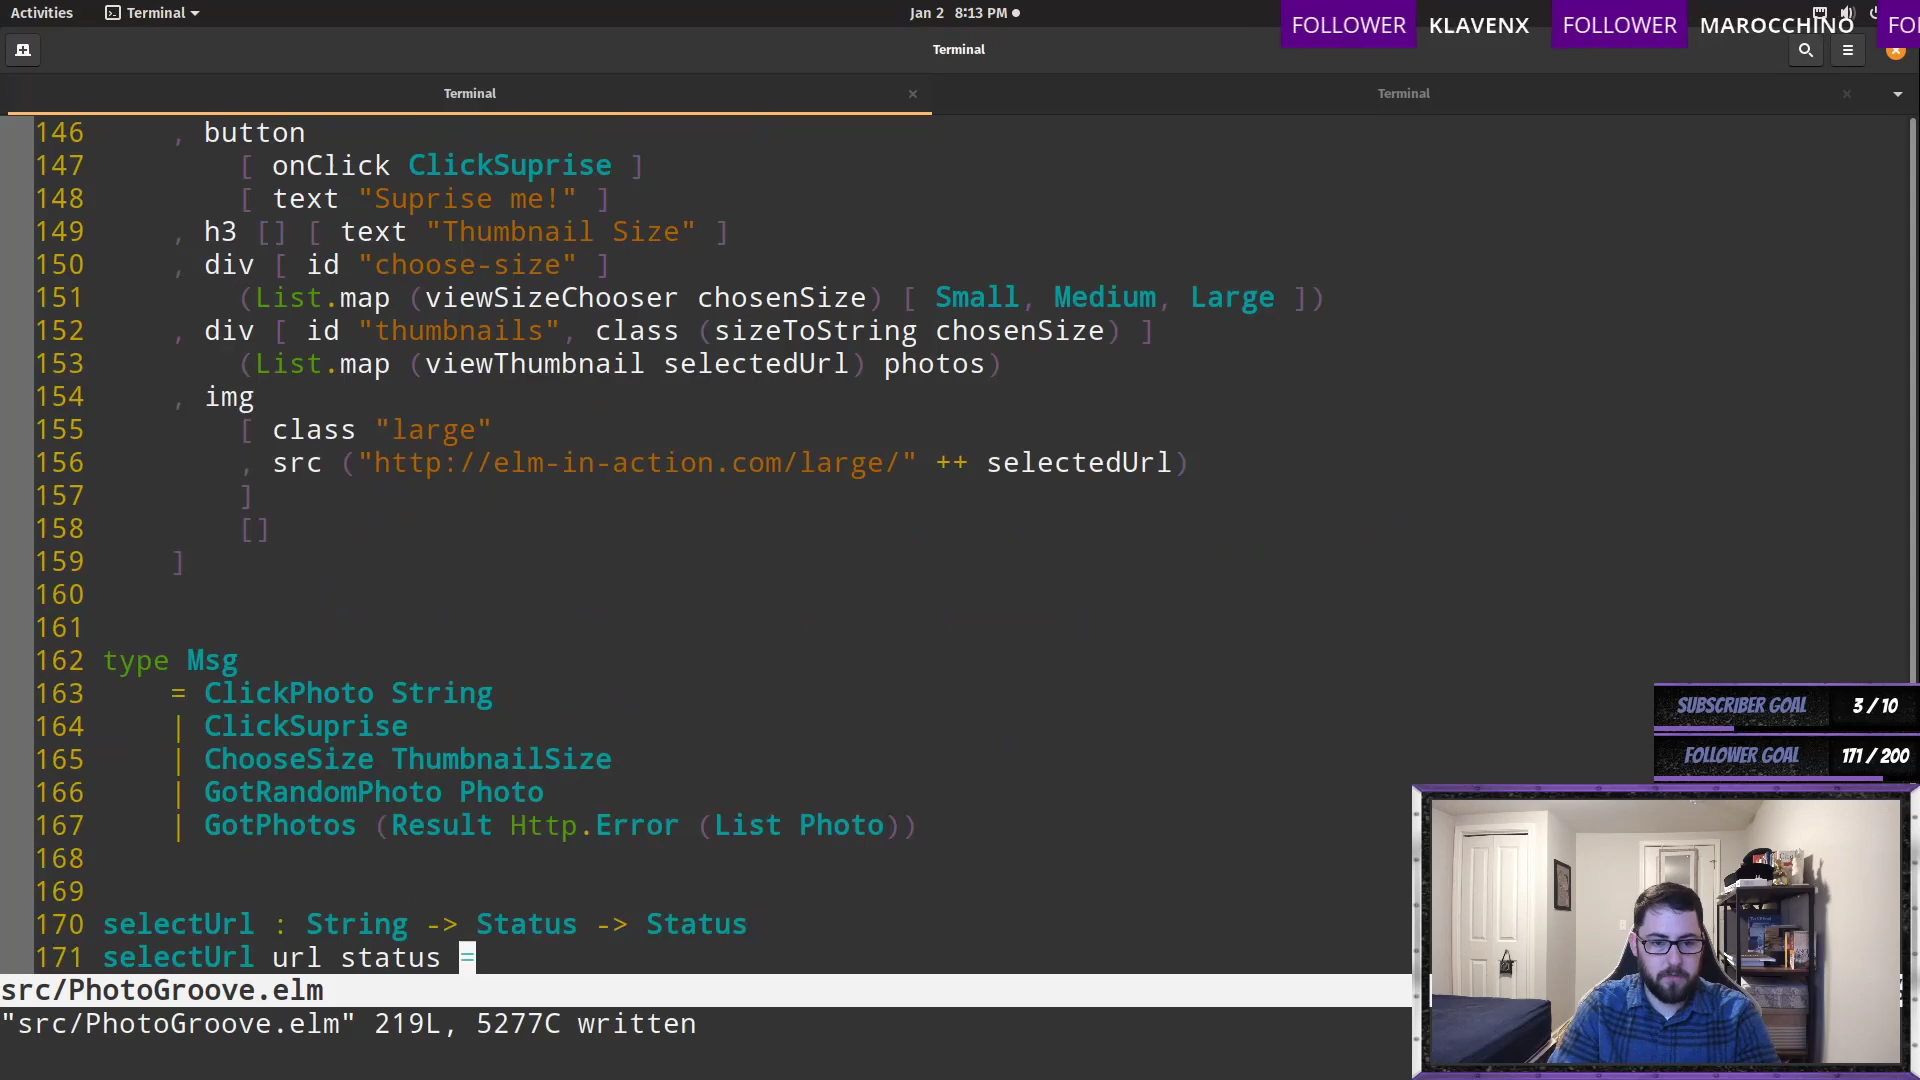 Activities Terminal Jan 2 8:13 PM
FOLLOWER KLAVENX FOLLOWER MAROCCHINO FO
Terminal
Terminal Terminal
146 , button
147 [ onClick ClickSuprise ]
148 [ text "Suprise me!" ]
149 , h3 [] [ text "Thumbnail Size" ]
150 , div [ id "choose-size" ]
151 (List.map (viewSizeChooser chosenSize) [ Small, Medium, Large ])
152 , div [ id "thumbnails", class (sizeToString chosenSize) ]
153 (List.map (viewThumbnail selectedUrl) photos)
154 , img
155 [ class "large"
156 , src ("http://elm-in-action.com/large/" ++ selectedUrl)
157 ]
158 []
159 ]
160
161
162 type Msg
163 = ClickPhoto String
164 | ClickSuprise
165 | ChooseSize ThumbnailSize
166 | GotRandomPhoto Photo
167 | GotPhotos (Result Http.Error (List Photo))
168
169
170 selectUrl : String -> Status -> Status
171 selectUrl url status =
src/PhotoGroove.elm
"src/PhotoGroove.elm" 219L, 5277C written
SUBSCRIBER GOAL 3 / 10
FOLLOWER GOAL 171 / 200